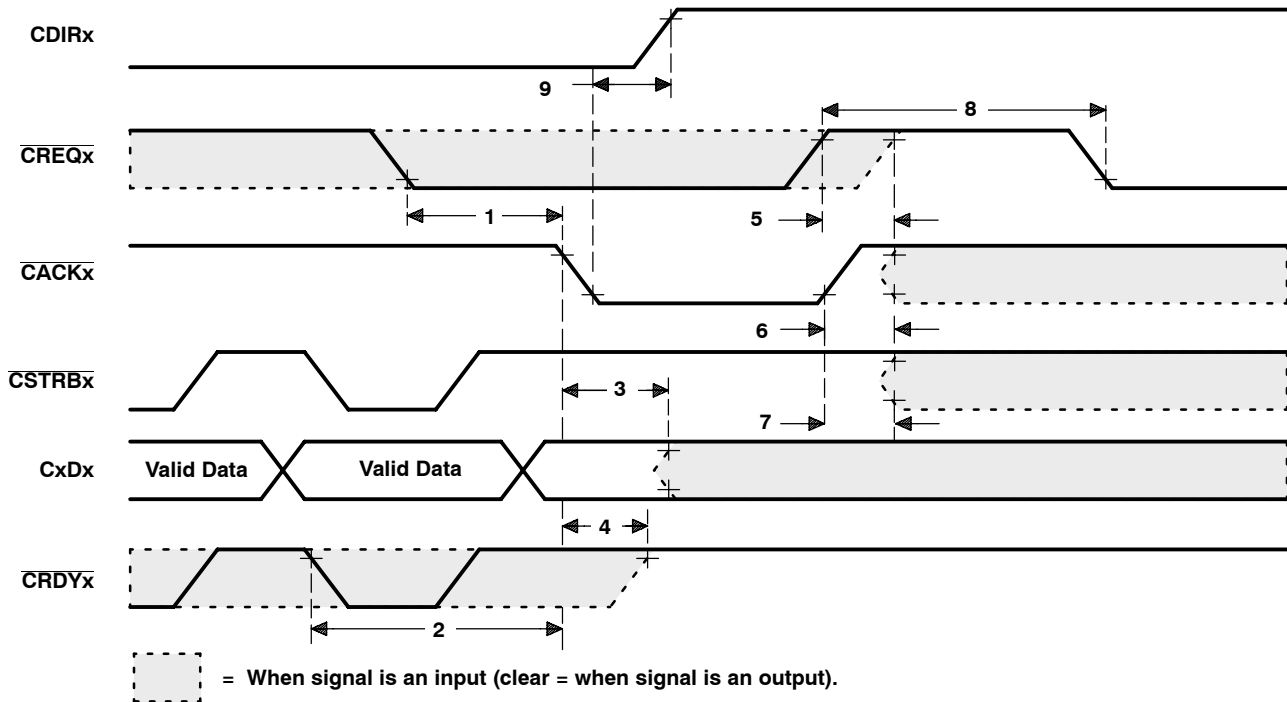 CDIRx
9
8
CREQx
1
5
CACKx
6
CSTRBx
3
7
CxDx
Valid Data
Valid Data
4
CRDYx
2
= When signal is an input (clear = when signal is an output).